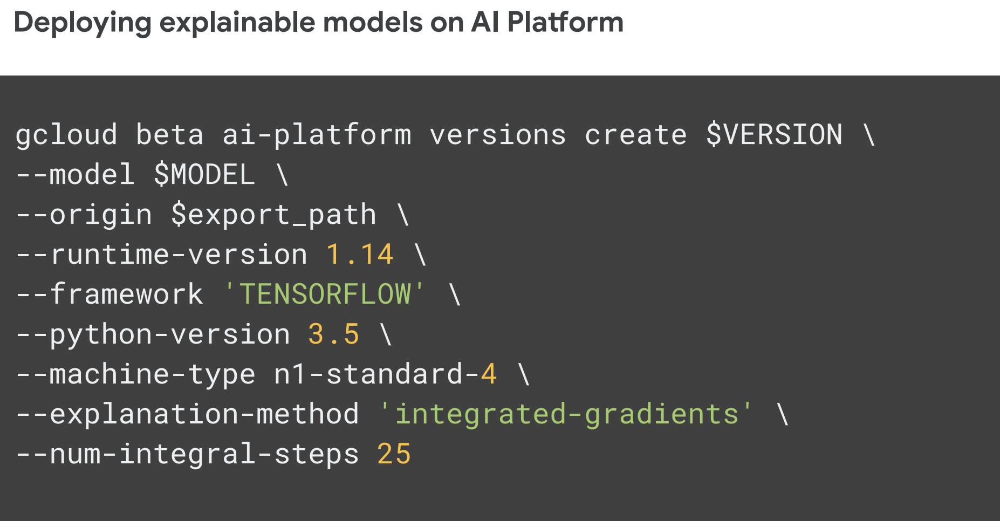 Deploying explainable models on AI Platform
gcloud beta ai-platform versions create $VERSION \
--model $MODEL \
--origin $export_path \
--runtime-version 1.14 \
--framework 'TENSORFLOW' \
--python-version 3.5 \
--machine-type n1-standard-4 \
--explanation-method 'integrated-gradients' \
--num-integral-steps 25